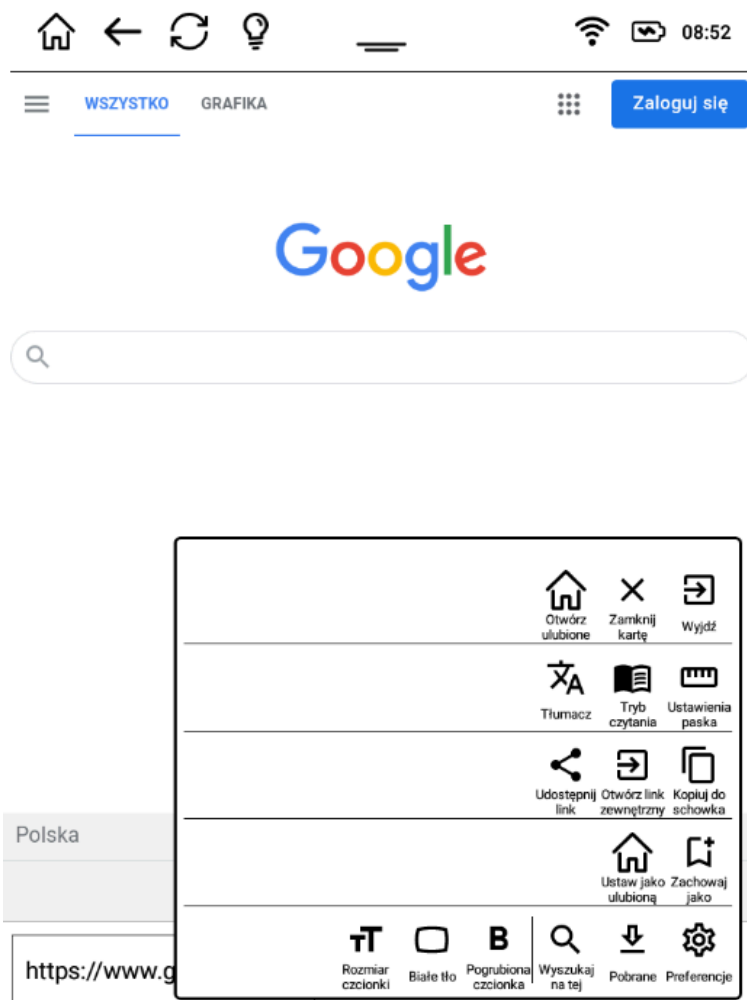 08:52
WSZYSTKO GRAFIKA Zaloguj się
Google
Otwórz ulubione Zamknij kartę Wyjdź
Tłumacz Tryb czytania Ustawienia paska
Udostępnij link Otwórz link zewnętrzny Kopiuj do schowka
Polska
Ustaw jako ulubioną Zachowaj jako
https://www.g
Rozmiar czcionki Białe tło Pogrubiona czcionka Wyszukaj na tej Pobrane Preferencje